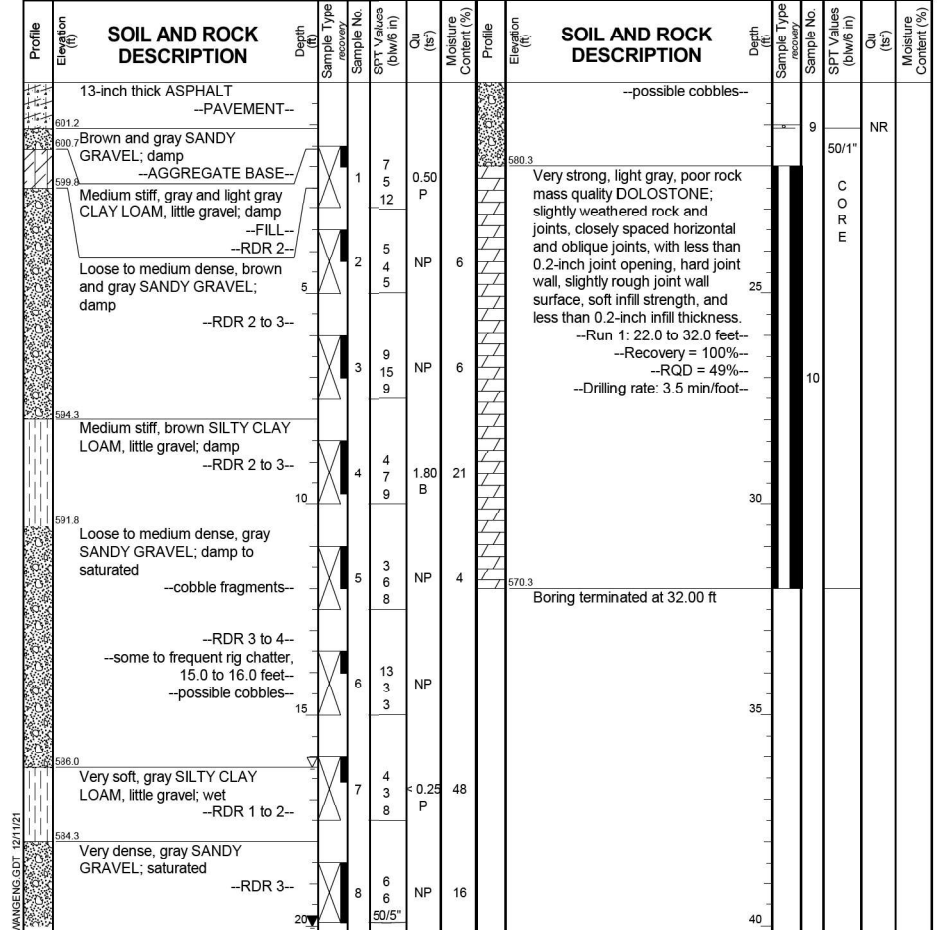 Profile
Elevation
(ft)
SOIL AND ROCK
DESCRIPTION
Depth
(ft)
Sample Type
recovery
Sample No.
SPT Values
(blw/6 in)
Qu
(tsf)
Moisture
Content (%)
13-inch thick ASPHALT
--PAVEMENT--
601.2
Brown and gray SANDY
600.7
GRAVEL; damp
--AGGREGATE BASE--
599.8
Medium stiff, gray and light gray
CLAY LOAM, little gravel; damp
--FILL--
--RDR 2--
1
7
5
12
0.50
P
Loose to medium dense, brown
and gray SANDY GRAVEL;
damp
--RDR 2 to 3--
2
5
4
5
NP
6
5
3
9
15
9
NP
6
594.3
Medium stiff, brown SILTY CLAY
LOAM, little gravel; damp
--RDR 2 to 3--
4
4
7
9
1.80
B
21
10
591.8
Loose to medium dense, gray
SANDY GRAVEL; damp to
saturated
--cobble fragments--
5
3
6
8
NP
4
--RDR 3 to 4--
--some to frequent rig chatter,
15.0 to 16.0 feet--
--possible cobbles--
6
13
3
3
NP
15
586.0
Very soft, gray SILTY CLAY
LOAM, little gravel; wet
--RDR 1 to 2--
7
4
3
8
< 0.25
P
48
584.3
Very dense, gray SANDY
GRAVEL; saturated
--RDR 3--
8
6
6
50/5"
NP
16
20
WANGENG.GDT 12/11/21
Profile
Elevation
(ft)
SOIL AND ROCK
DESCRIPTION
Depth
(ft)
Sample Type
recovery
Sample No.
SPT Values
(blw/6 in)
Qu
(tsf)
Moisture
Content (%)
--possible cobbles--
9
50/1"
NR
580.3
Very strong, light gray, poor rock
mass quality DOLOSTONE;
slightly weathered rock and
joints, closely spaced horizontal
and oblique joints, with less than
0.2-inch joint opening, hard joint
wall, slightly rough joint wall
surface, soft infill strength, and
less than 0.2-inch infill thickness.
--Run 1: 22.0 to 32.0 feet--
--Recovery = 100%--
--RQD = 49%--
--Drilling rate: 3.5 min/foot--
25
10
C
O
R
E
30
570.3
Boring terminated at 32.00 ft
35
40